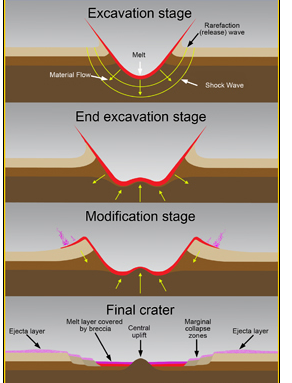 Excavation stage
Rarefaction
(release) wave
Melt
Material Flow
Shock Wave
End excavation stage
Modification stage
Final crater
Ejecta layer
Melt layer covered
by breccia
Central
uplift
Marginal
collapse
zones
Ejecta layer